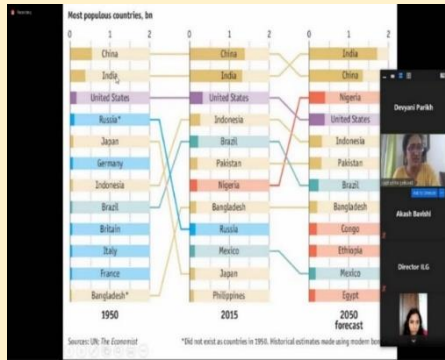 Most populous countries, bn
0 1 2
0 1 2
0 1 2
China
India
United States
Russia*
Japan
Germany
Indonesia
Brazil
Britain
Italy
France
Bangladesh*
1950
China
India
United States
Indonesia
Brazil
Pakistan
Nigeria
Bangladesh
Russia
Mexico
Japan
Philippines
2015
India
China
Nigeria
United States
Indonesia
Pakistan
Brazil
Bangladesh
Congo
Ethiopia
Mexico
Egypt
2050
forecast
Sources: UN; The Economist
*Did not exist as countries in 1950. Historical estimates made using modern bor
Devyani Parikh
Akash Bavishi
Director ILG